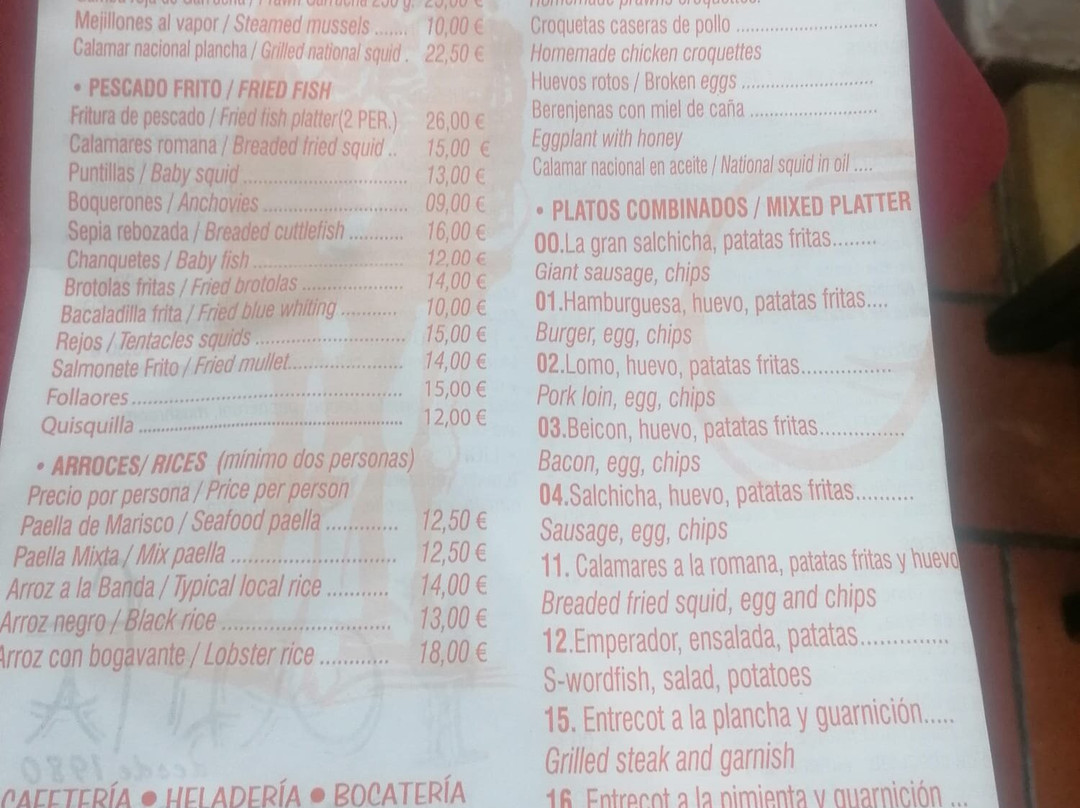 Mejillones al vapor / Steamed mussels ....... 10,00 €
Calamar nacional plancha / Grilled national squid . 22,50 €
• PESCADO FRITO / FRIED FISH
Fritura de pescado / Fried fish platter(2 PER.) 26,00 €
Calamares romana / Breaded fried squid .. 15,00 €
Puntillas / Baby squid ................ 13,00 €
Boquerones / Anchovies ................ 09,00 €
Sepia rebozada / Breaded cuttlefish ........... 16,00 €
Chanquetes / Baby fish ................ 12,00 €
Brotolas fritas / Fried brotolas ................ 14,00 €
Bacaladilla frita / Fried blue whiting ........... 10,00 €
Rejos / Tentacles squids ................ 15,00 €
Salmonete Frito / Fried mullet................ 14,00 €
Follaores................ 15,00 €
Quisquilla ................ 12,00 €
• ARROCES/ RICES (mínimo dos personas)
Precio por persona / Price per person
Paella de Marisco / Seafood paella ............ 12,50 €
Paella Mixta / Mix paella ................ 12,50 €
Arroz a la Banda / Typical local rice .......... 14,00 €
Arroz negro / Black rice ................ 13,00 €
Arroz con bogavante / Lobster rice ............ 18,00 €
desde 1980
CAFETERÍA • HELADERÍA • BOCATERÍA
Croquetas caseras de pollo ................
Homemade chicken croquettes
Huevos rotos / Broken eggs ................
Berenjenas con miel de caña ................
Eggplant with honey
Calamar nacional en aceite / National squid in oil ....
• PLATOS COMBINADOS / MIXED PLATTER
00.La gran salchicha, patatas fritas........
Giant sausage, chips
01.Hamburguesa, huevo, patatas fritas....
Burger, egg, chips
02.Lomo, huevo, patatas fritas................
Pork loin, egg, chips
03.Beicon, huevo, patatas fritas...............
Bacon, egg, chips
04.Salchicha, huevo, patatas fritas..........
Sausage, egg, chips
11. Calamares a la romana, patatas fritas y huevo
Breaded fried squid, egg and chips
12.Emperador, ensalada, patatas..............
S-wordfish, salad, potatoes
15. Entrecot a la plancha y guarnición.....
Grilled steak and garnish
16. Entrecot a la pimienta y guarnición ...